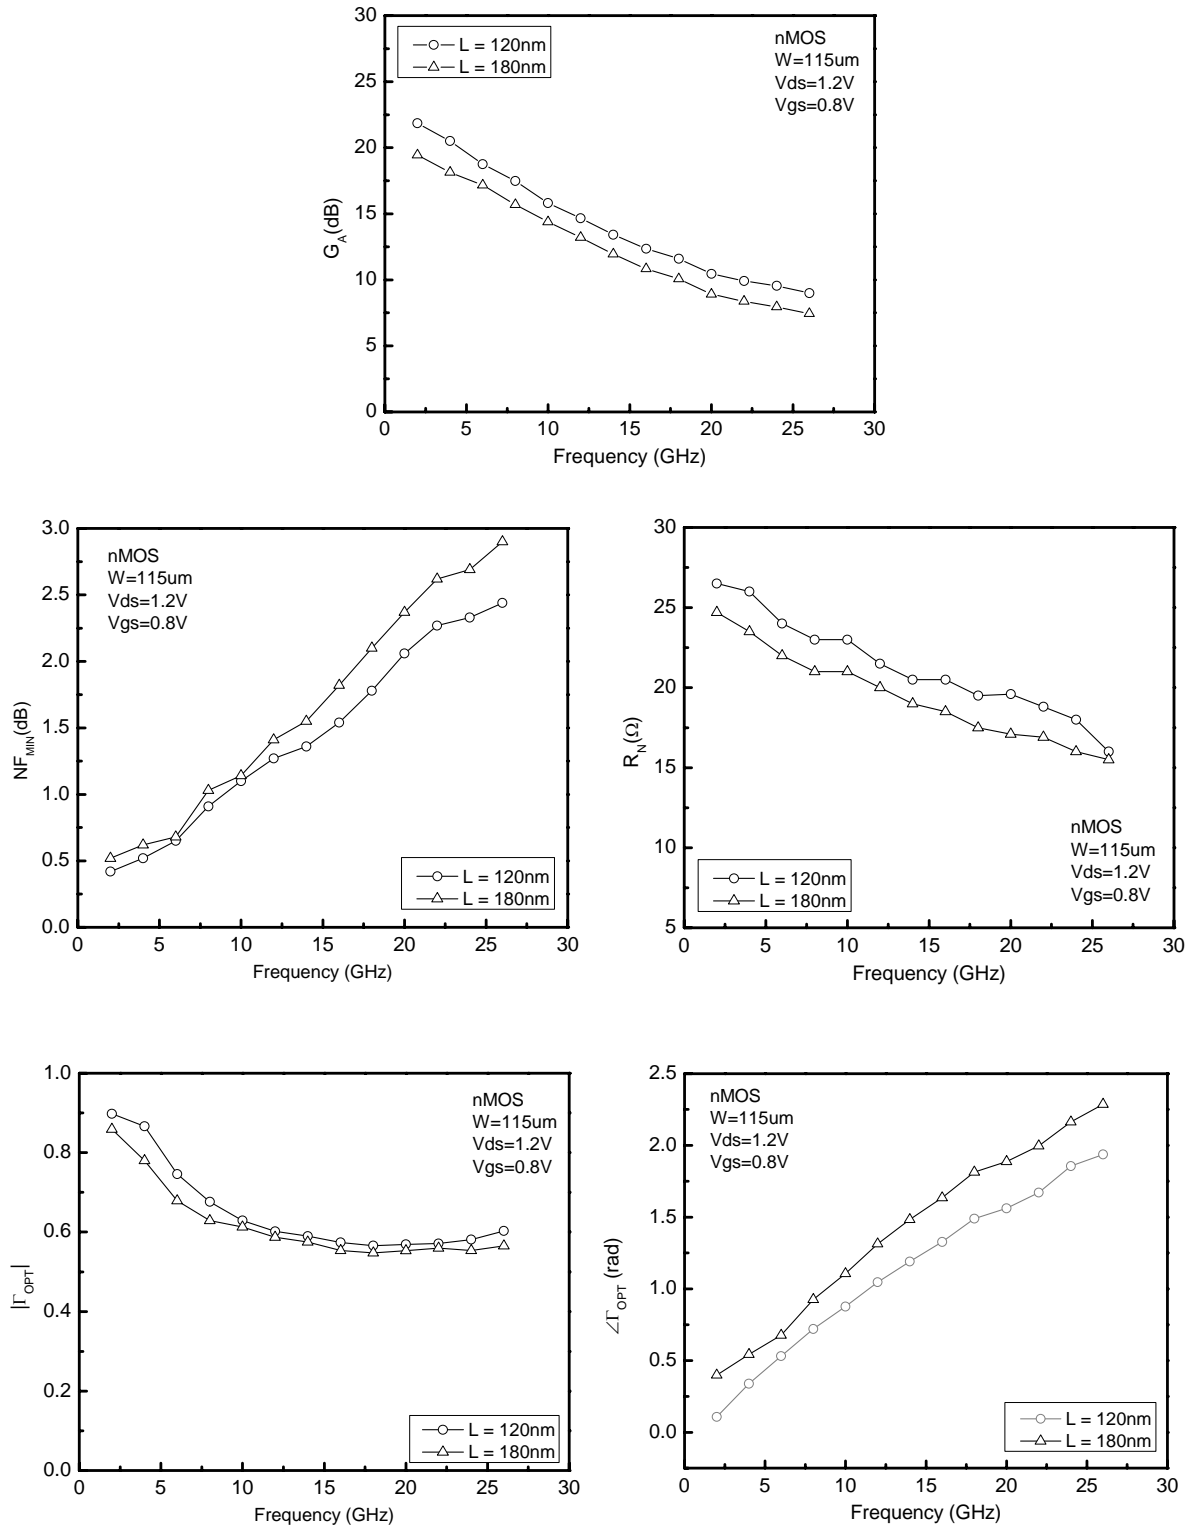 30
25
20
15
10
5
0
G_A(dB)
L = 120nm
L = 180nm
nMOS
W=115um
Vds=1.2V
Vgs=0.8V
0 5 10 15 20 25 30
Frequency (GHz)
3.0
2.5
2.0
1.5
1.0
0.5
0.0
NF_MIN(dB)
nMOS
W=115um
Vds=1.2V
Vgs=0.8V
L = 120nm
L = 180nm
0 5 10 15 20 25 30
Frequency (GHz)
30
25
20
15
10
5
R_N(Ω)
nMOS
W=115um
Vds=1.2V
Vgs=0.8V
L = 120nm
L = 180nm
0 5 10 15 20 25 30
Frequency (GHz)
1.0
0.8
0.6
0.4
0.2
0.0
|Γ_OPT|
nMOS
W=115um
Vds=1.2V
Vgs=0.8V
L = 120nm
L = 180nm
0 5 10 15 20 25 30
Frequency (GHz)
2.5
2.0
1.5
1.0
0.5
0.0
∠Γ_OPT (rad)
nMOS
W=115um
Vds=1.2V
Vgs=0.8V
L = 120nm
L = 180nm
0 5 10 15 20 25 30
Frequency (GHz)